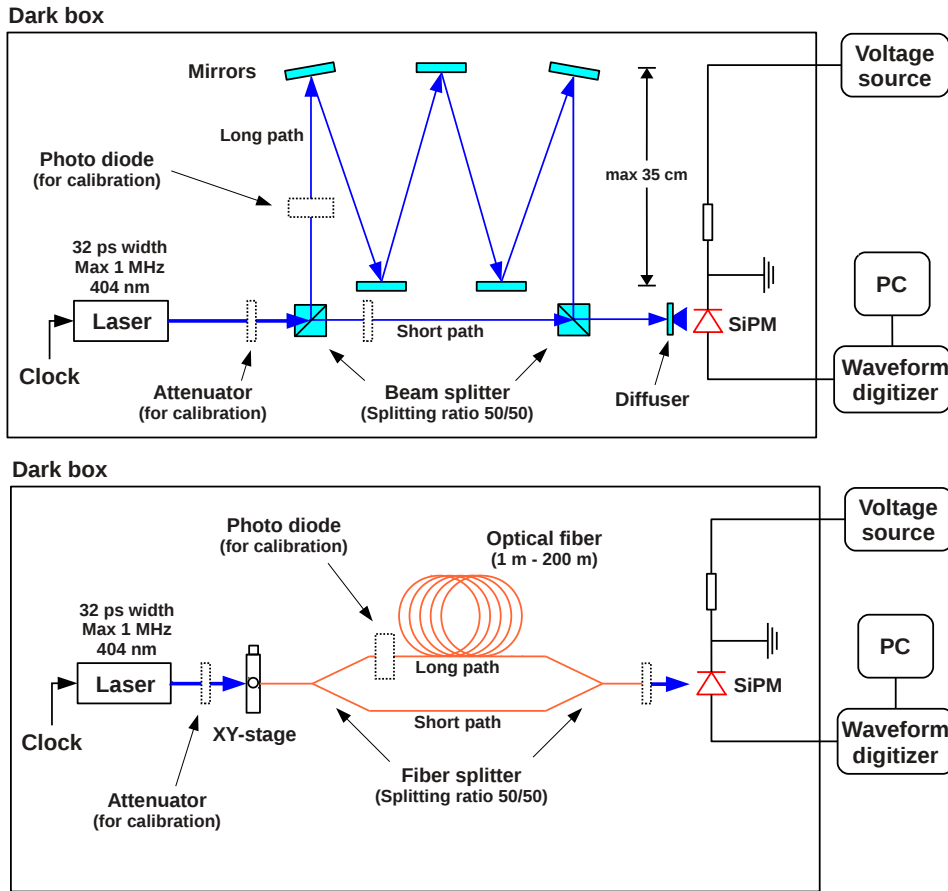 Dark box
Mirrors
Voltage
source
Long path
Photo diode
(for calibration)
max 35 cm
32 ps width
Max 1 MHz
404 nm
PC
Laser
Short path
SiPM
Clock
Attenuator
(for calibration)
Beam splitter
(Splitting ratio 50/50)
Diffuser
Waveform
digitizer
Dark box
Voltage
source
Photo diode
(for calibration)
Optical fiber
(1 m - 200 m)
32 ps width
Max 1 MHz
404 nm
PC
Laser
Long path
SiPM
Clock
XY-stage
Short path
Waveform
digitizer
Attenuator
(for calibration)
Fiber splitter
(Splitting ratio 50/50)